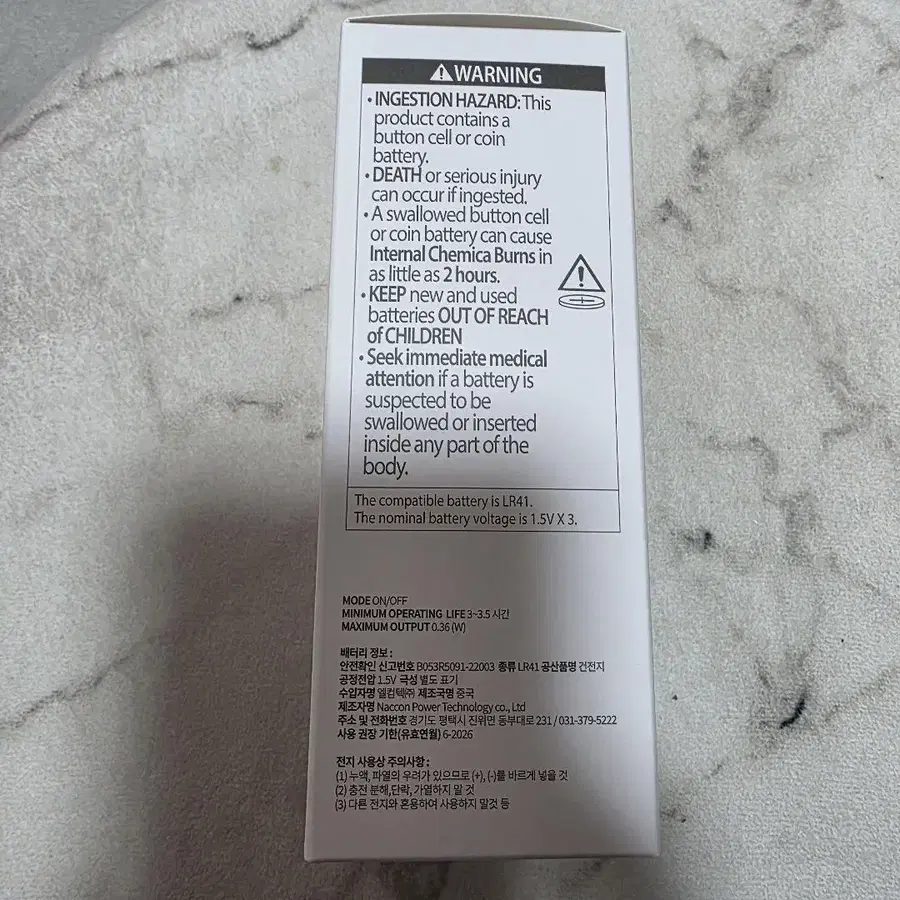 ⚠WARNING
• INGESTION HAZARD: This
product contains a
button cell or coin
battery.
• DEATH or serious injury
can occur if ingested.
• A swallowed button cell
or coin battery can cause
Internal Chemica Burns in
as little as 2 hours.
• KEEP new and used
batteries OUT OF REACH
of CHILDREN
• Seek immediate medical
attention if a battery is
suspected to be
swallowed or inserted
inside any part of the
body.
The compatible battery is LR41.
The nominal battery voltage is 1.5V X 3.
MODE ON/OFF
MINIMUM OPERATING LIFE 3~3.5 시간
MAXIMUM OUTPUT 0.36 (W)
배터리 정보 :
안전확인 신고번호 B053R5091-22003 종류 LR41 공산품명 건전지
공정전압 1.5V 극성 별도 표기
수입자명 엘컴텍㈜ 제조국명 중국
제조자명 Naccon Power Technology co., Ltd
주소 및 전화번호 경기도 평택시 진위면 동부대로 231 / 031-379-5222
사용 권장 기한(유효연월) 6-2026
전지 사용상 주의사항 :
(1) 누액, 파열의 우려가 있으므로 (+), (-)를 바르게 넣을 것
(2) 충전 분해,단락, 가열하지 말 것
(3) 다른 전지와 혼용하여 사용하지 말것 등